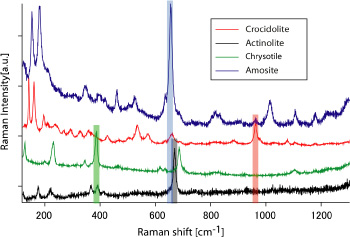 Raman Intensity[a.u.]
Crocidolite
Actinolite
Chrysotile
Amosite
200 400 600 800 1000 1200
Raman shift [cm-1]